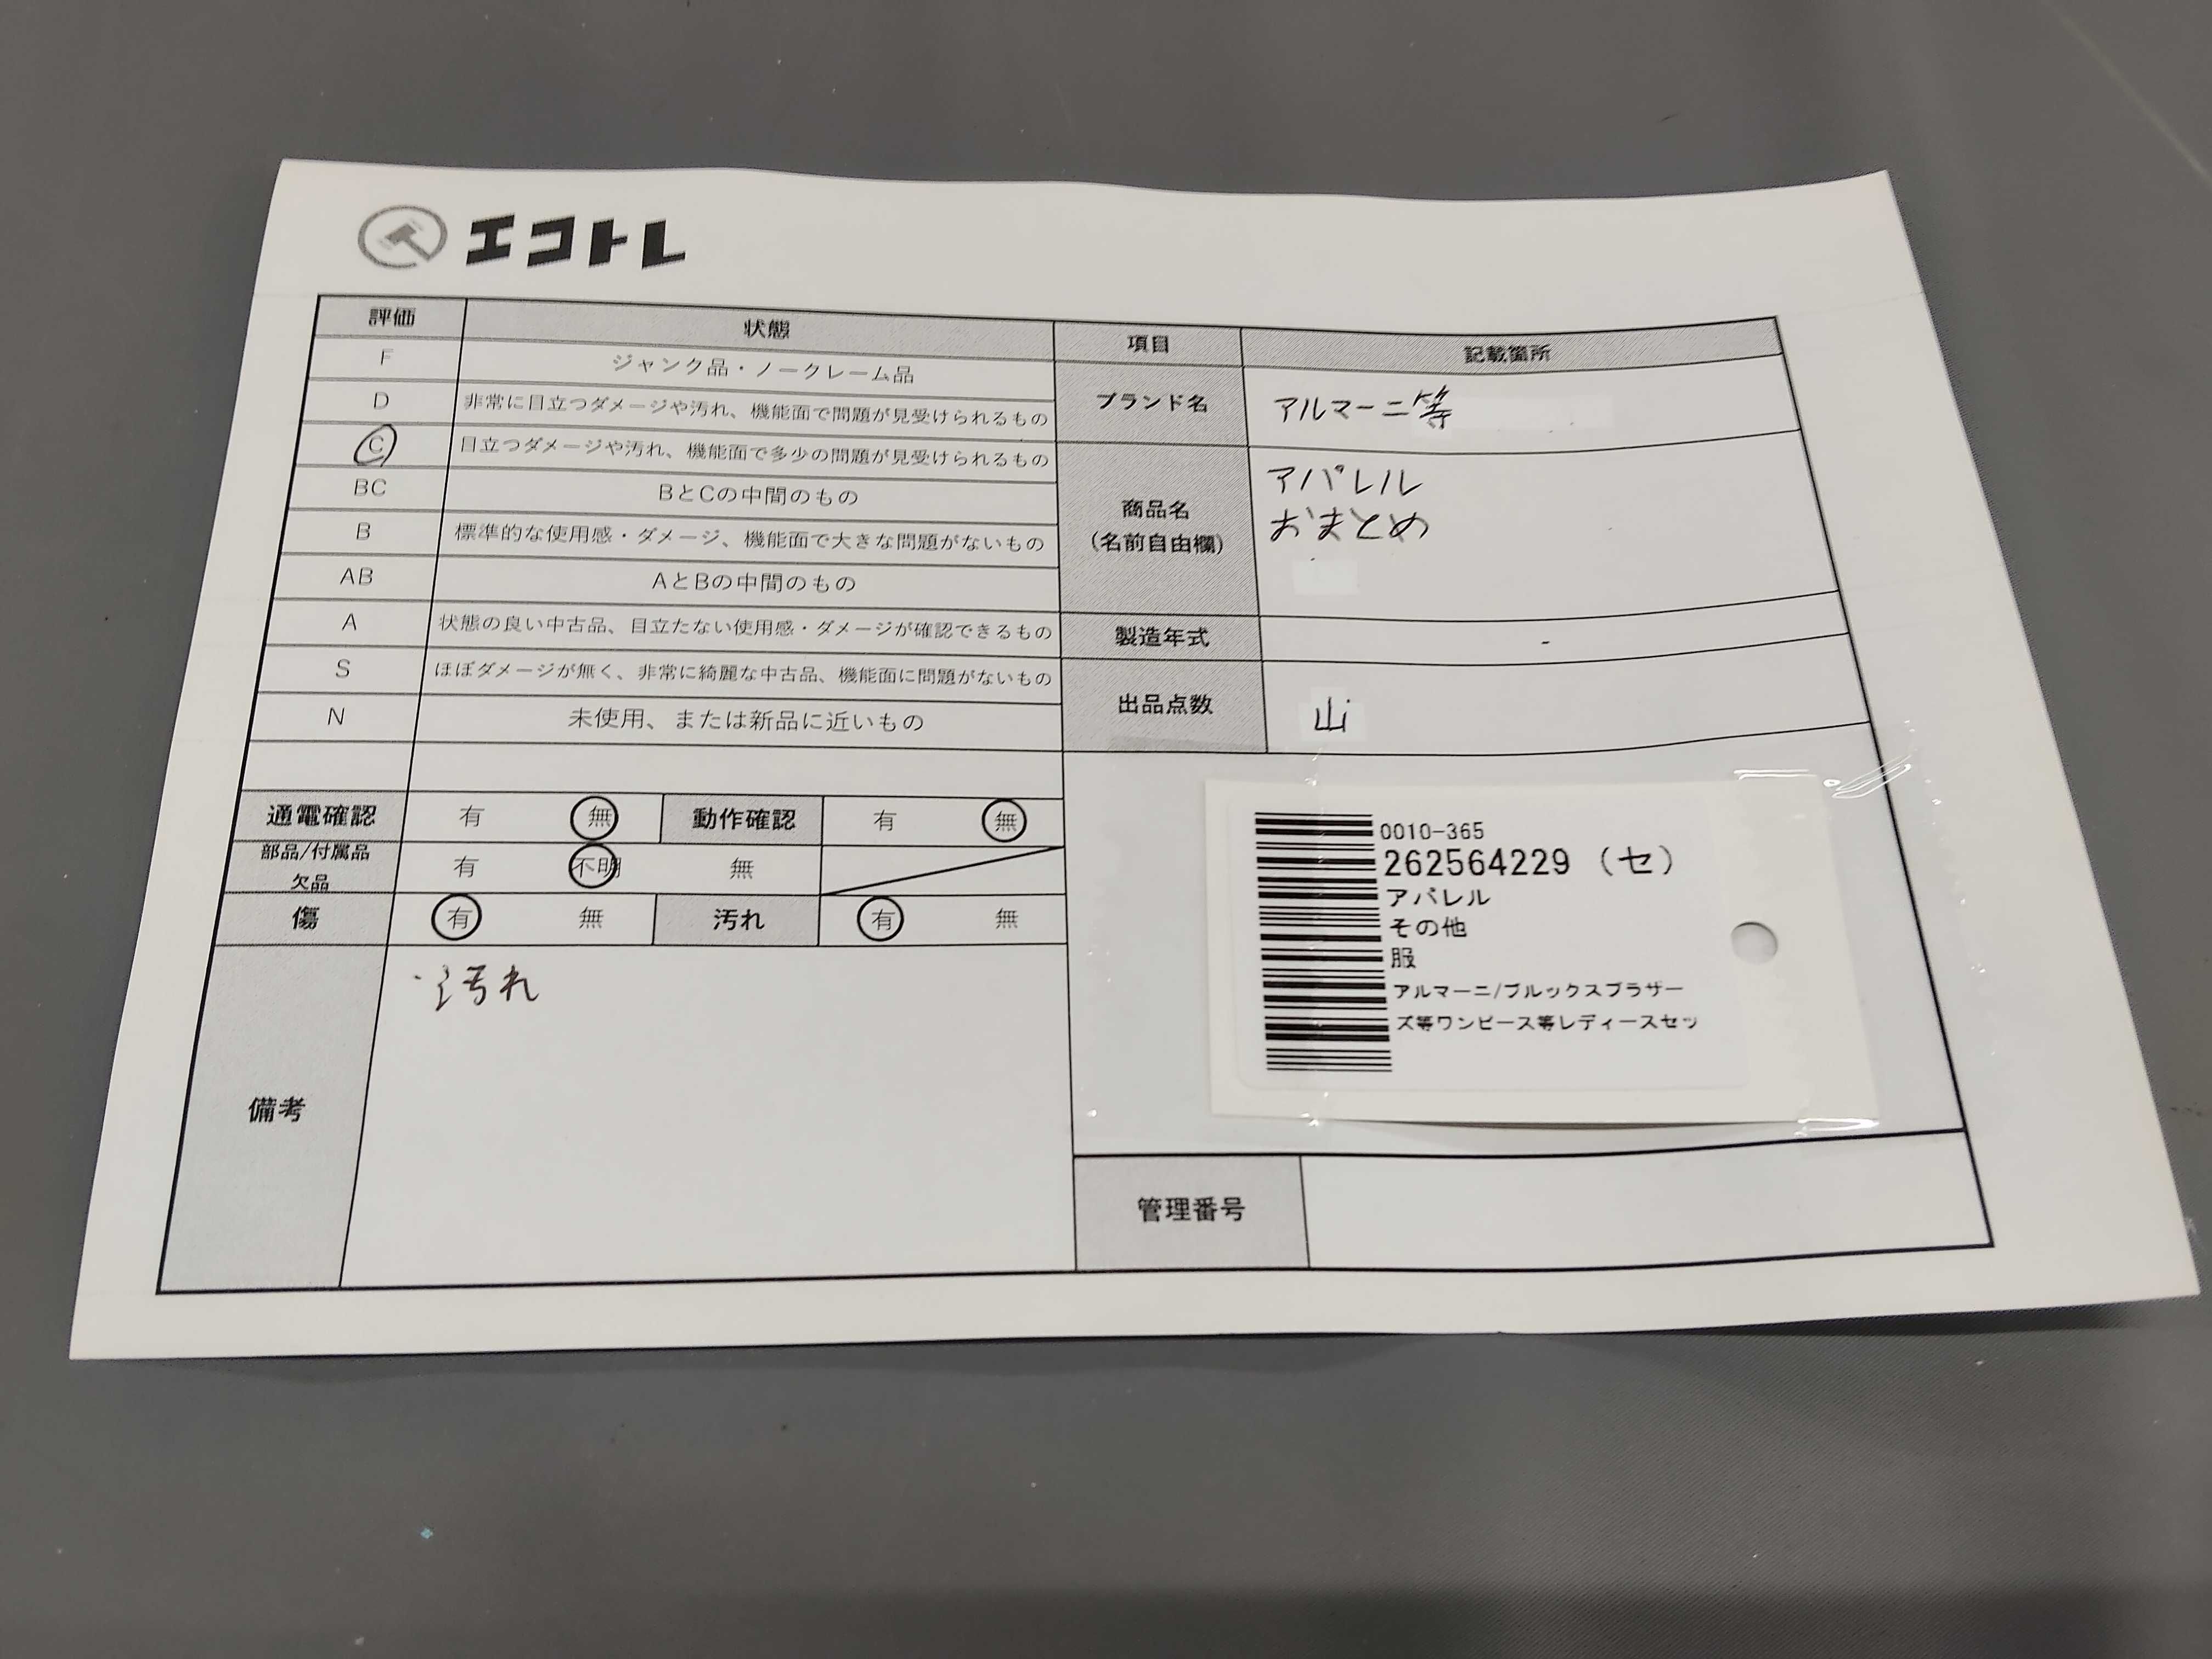 エコトレ
評価 状態
F ジャンク品・ノークレーム品
D 非常に目立つダメージや汚れ、機能面で問題が見受けられるもの
C 目立つダメージや汚れ、機能面で多少の問題が見受けられるもの
BC BとCの中間のもの
B 標準的な使用感・ダメージ、機能面で大きな問題がないもの
AB AとBの中間のもの
A 状態の良い中古品、目立たない使用感・ダメージが確認できるもの
S ほぼダメージが無く、非常に綺麗な中古品、機能面に問題がないもの
N 未使用、または新品に近いもの
項目 記載箇所
ブランド名 アルマーニ等
商品名
(名前自由欄)
アパレル
おまとめ
製造年式 -
出品点数 山
通電確認 有 無 動作確認 有 無
部品/付属品
欠品
有 不明 無
傷 有 無 汚れ 有 無
備考
・汚れ
0010-365
262564229 (セ)
アパレル
その他
服
アルマーニ/ブルックスブラザー
ズ等ワンピース等レディースセッ
管理番号